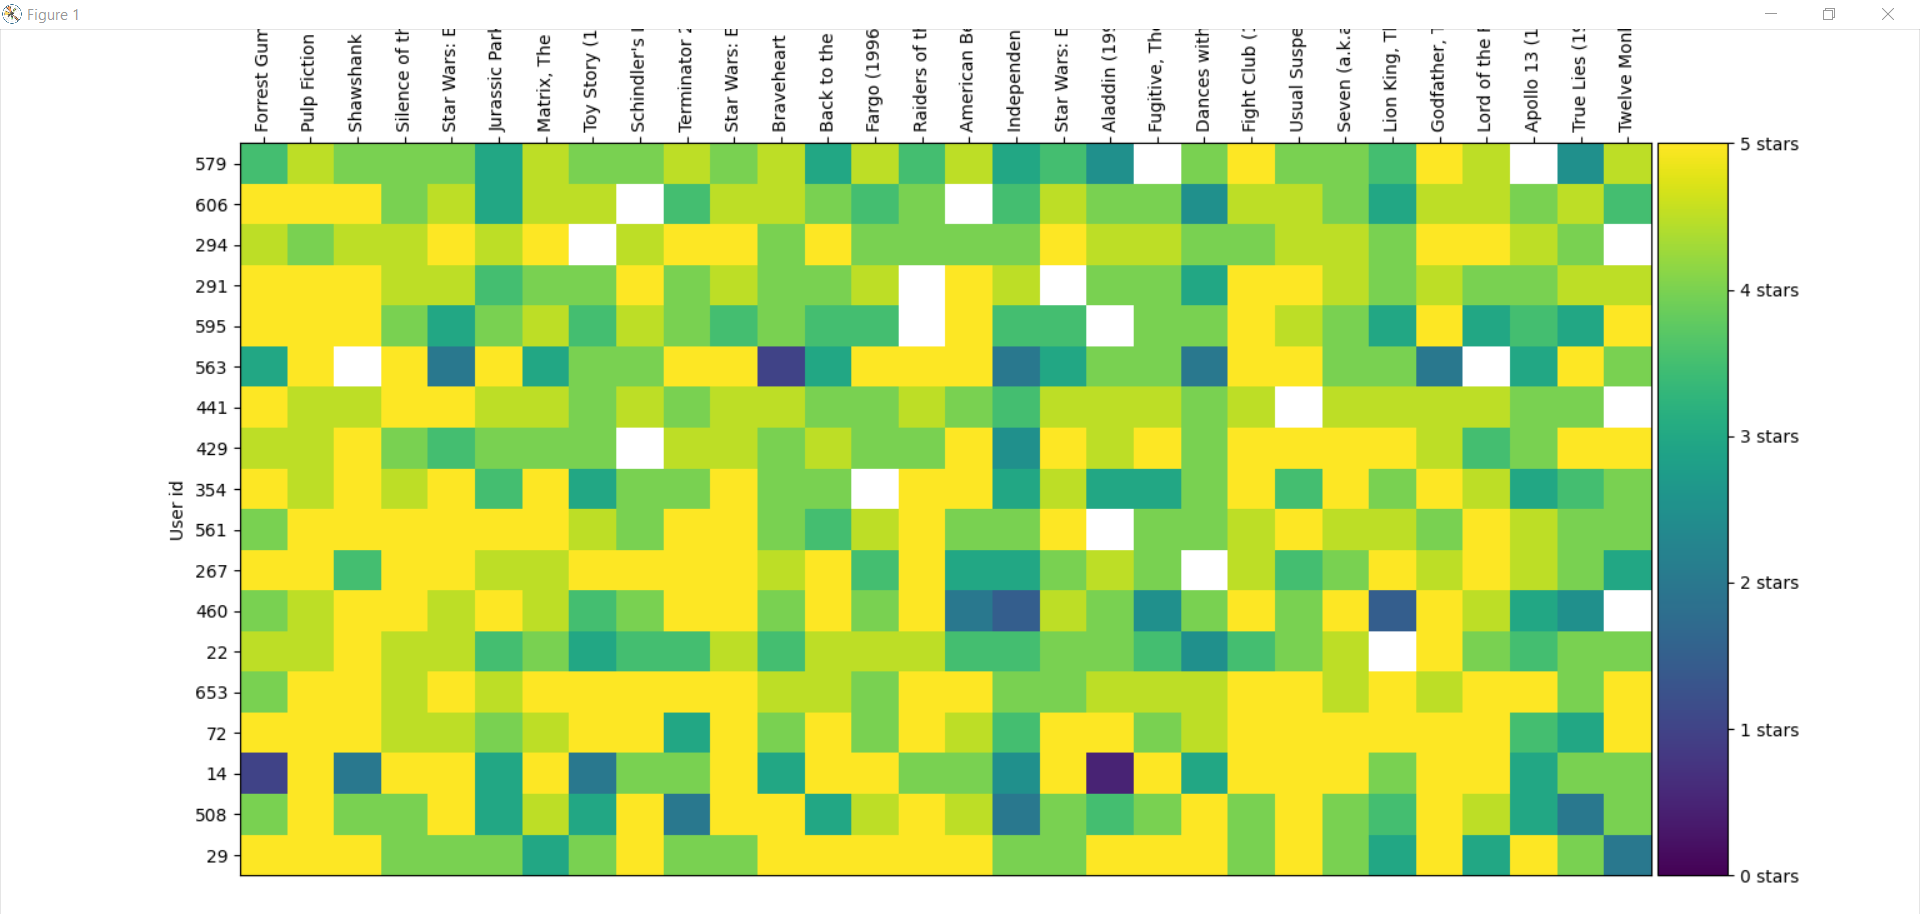 Figure 1
Forrest Gum
Pulp Fiction
Shawshank
Silence of th
Star Wars: E
Jurassic Park
Matrix, The
Toy Story (1
Schindler's L
Terminator 2
Star Wars: E
Braveheart
Back to the
Fargo (1996
Raiders of th
American Be
Independen
Star Wars: E
Aladdin (199
Fugitive, The
Dances with
Fight Club (1
Usual Suspe
Seven (a.k.a
Lion King, Th
Godfather, T
Lord of the R
Apollo 13 (1
True Lies (19
Twelve Monk
User id
579
606
294
291
595
563
441
429
354
561
267
460
22
653
72
14
508
29
5 stars
4 stars
3 stars
2 stars
1 stars
0 stars